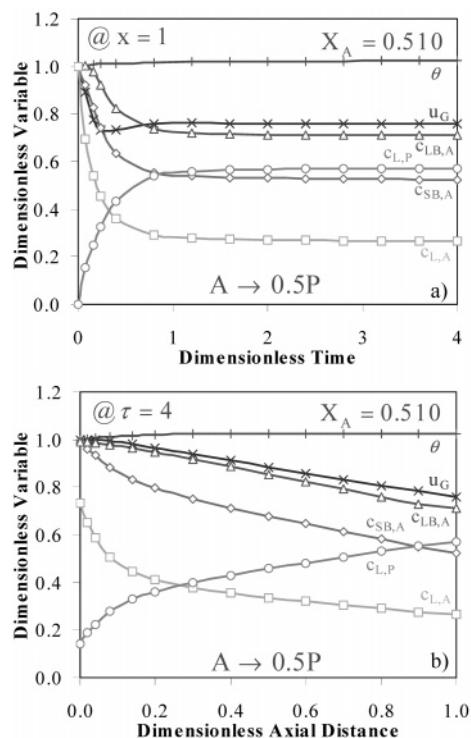 @ x = 1
X_A = 0.510
1.2
1.0
0.8
0.6
0.4
0.2
0.0
Dimensionless Variable
θ
u_G
c_LB,A
c_L,P
c_SB,A
c_L,A
A → 0.5P
a)
0 1 2 3 4
Dimensionless Time
@ τ = 4
X_A = 0.510
1.2
1.0
0.8
0.6
0.4
0.2
0.0
Dimensionless Variable
θ
u_G
c_SB,A
c_LB,A
c_L,P
c_L,A
A → 0.5P
b)
0.0 0.2 0.4 0.6 0.8 1.0
Dimensionless Axial Distance